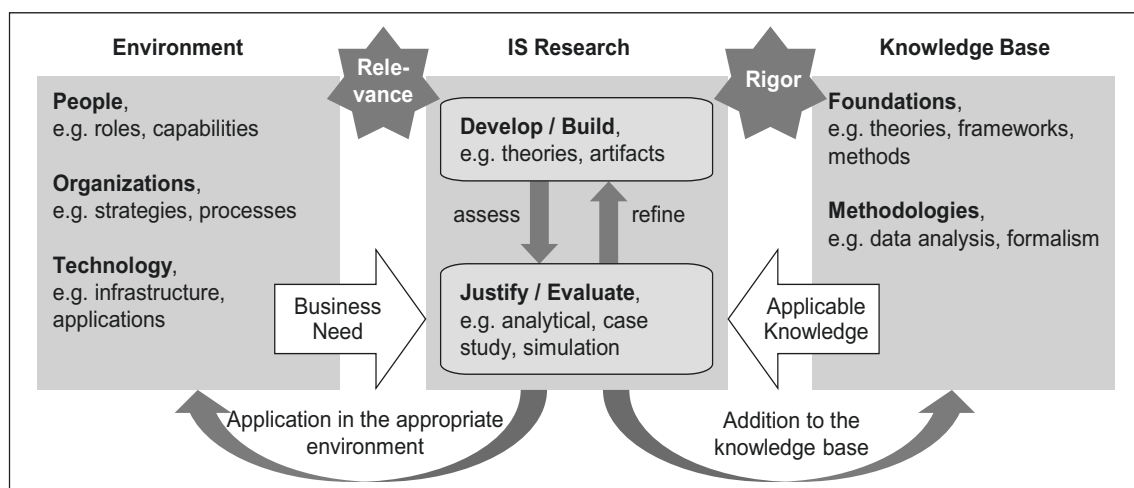 Environment
Rele-
vance
IS Research
Rigor
Knowledge Base
People,
e.g. roles, capabilities
Organizations,
e.g. strategies, processes
Technology,
e.g. infrastructure,
applications
Business
Need
Develop / Build,
e.g. theories, artifacts
assess
refine
Justify / Evaluate,
e.g. analytical, case
study, simulation
Foundations,
e.g. theories, frameworks,
methods
Methodologies,
e.g. data analysis, formalism
Applicable
Knowledge
Application in the appropriate
environment
Addition to the
knowledge base